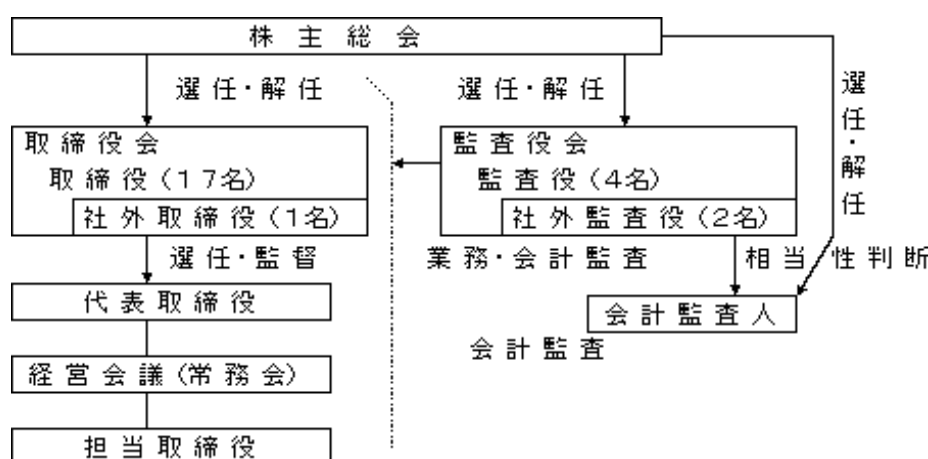 株主総会
選任・解任
選任・解任
選任・解任
取締役会
取締役(17名)
社外取締役(1名)
監査役会
監査役(4名)
社外監査役(2名)
選任・監督
業務・会計監査
相当性判断
代表取締役
会計監査人
会計監査
経営会議(常務会)
担当取締役